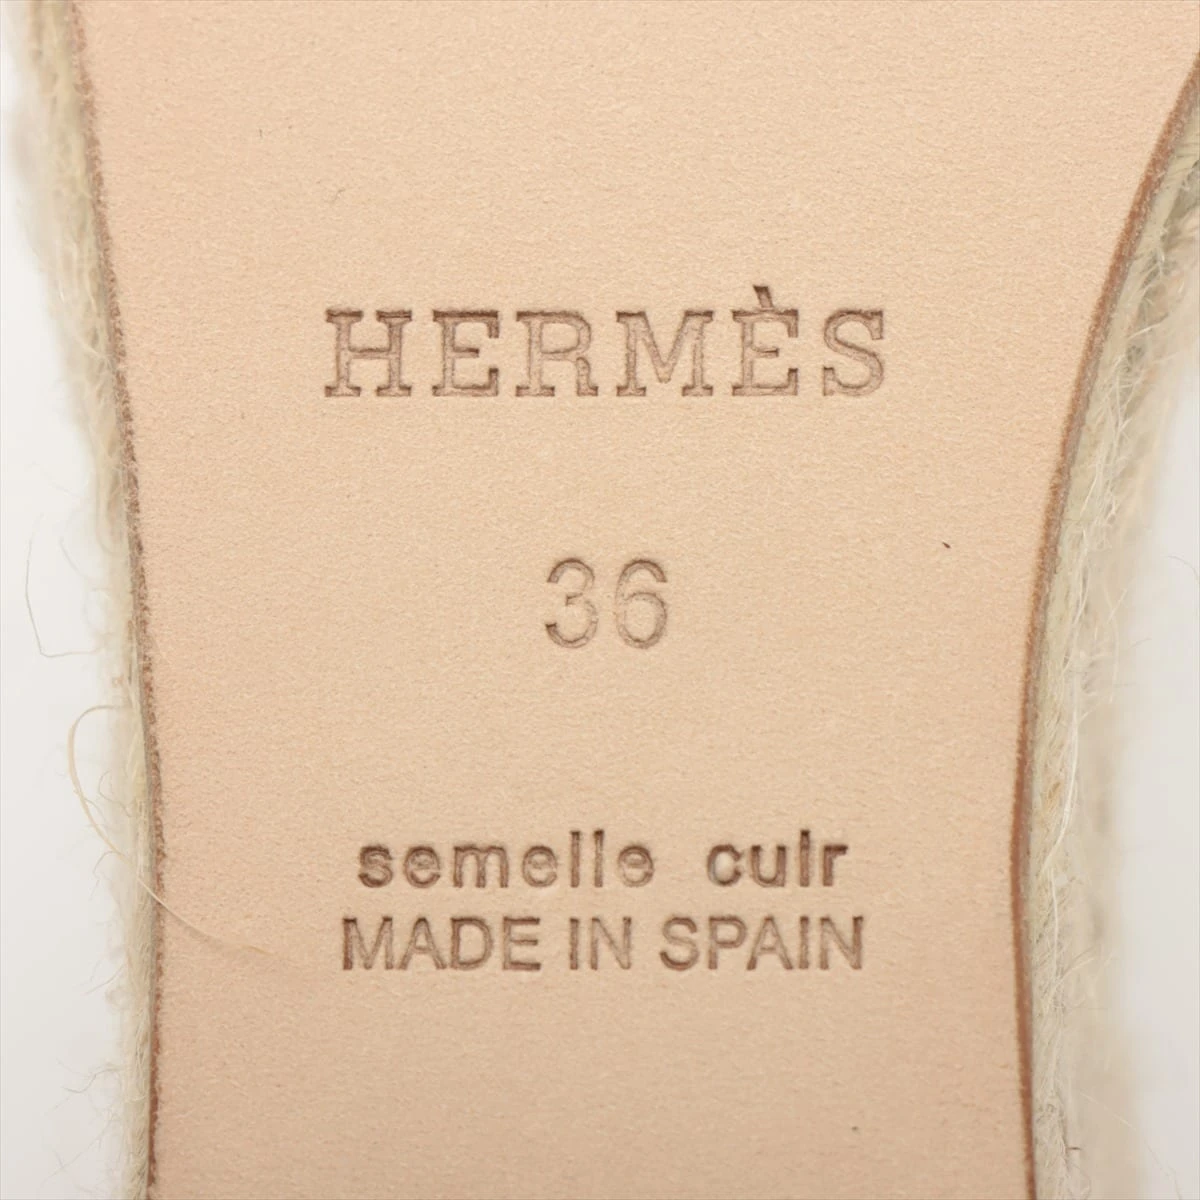 HERMÈS
36
semelle cuir
MADE IN SPAIN